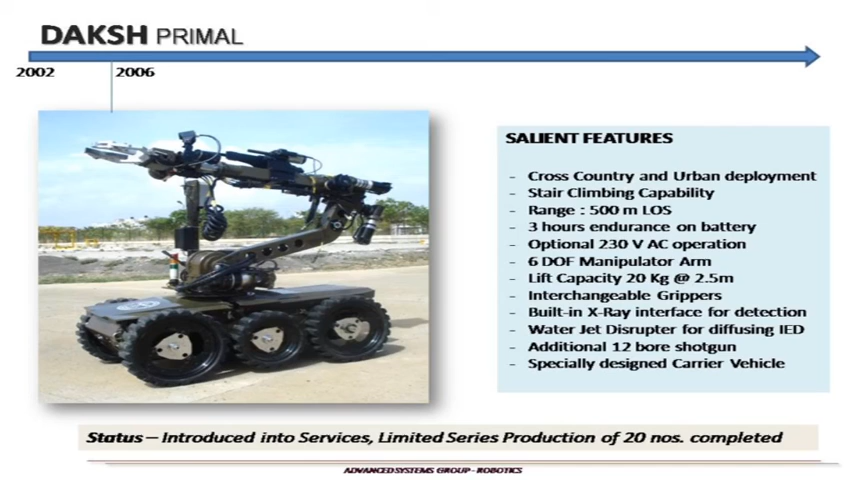 DAKSH PRIMAL
2002 2006
SALIENT FEATURES
- Cross Country and Urban deployment
- Stair Climbing Capability
- Range : 500 m LOS
- 3 hours endurance on battery
- Optional 230 V AC operation
- 6 DOF Manipulator Arm
- Lift Capacity 20 Kg @ 2.5m
- Interchangeable Grippers
- Built-in X-Ray interface for detection
- Water Jet Disrupter for diffusing IED
- Additional 12 bore shotgun
- Specially designed Carrier Vehicle
Status – Introduced into Services, Limited Series Production of 20 nos. completed
ADVANCED SYSTEMS GROUP - ROBOTICS